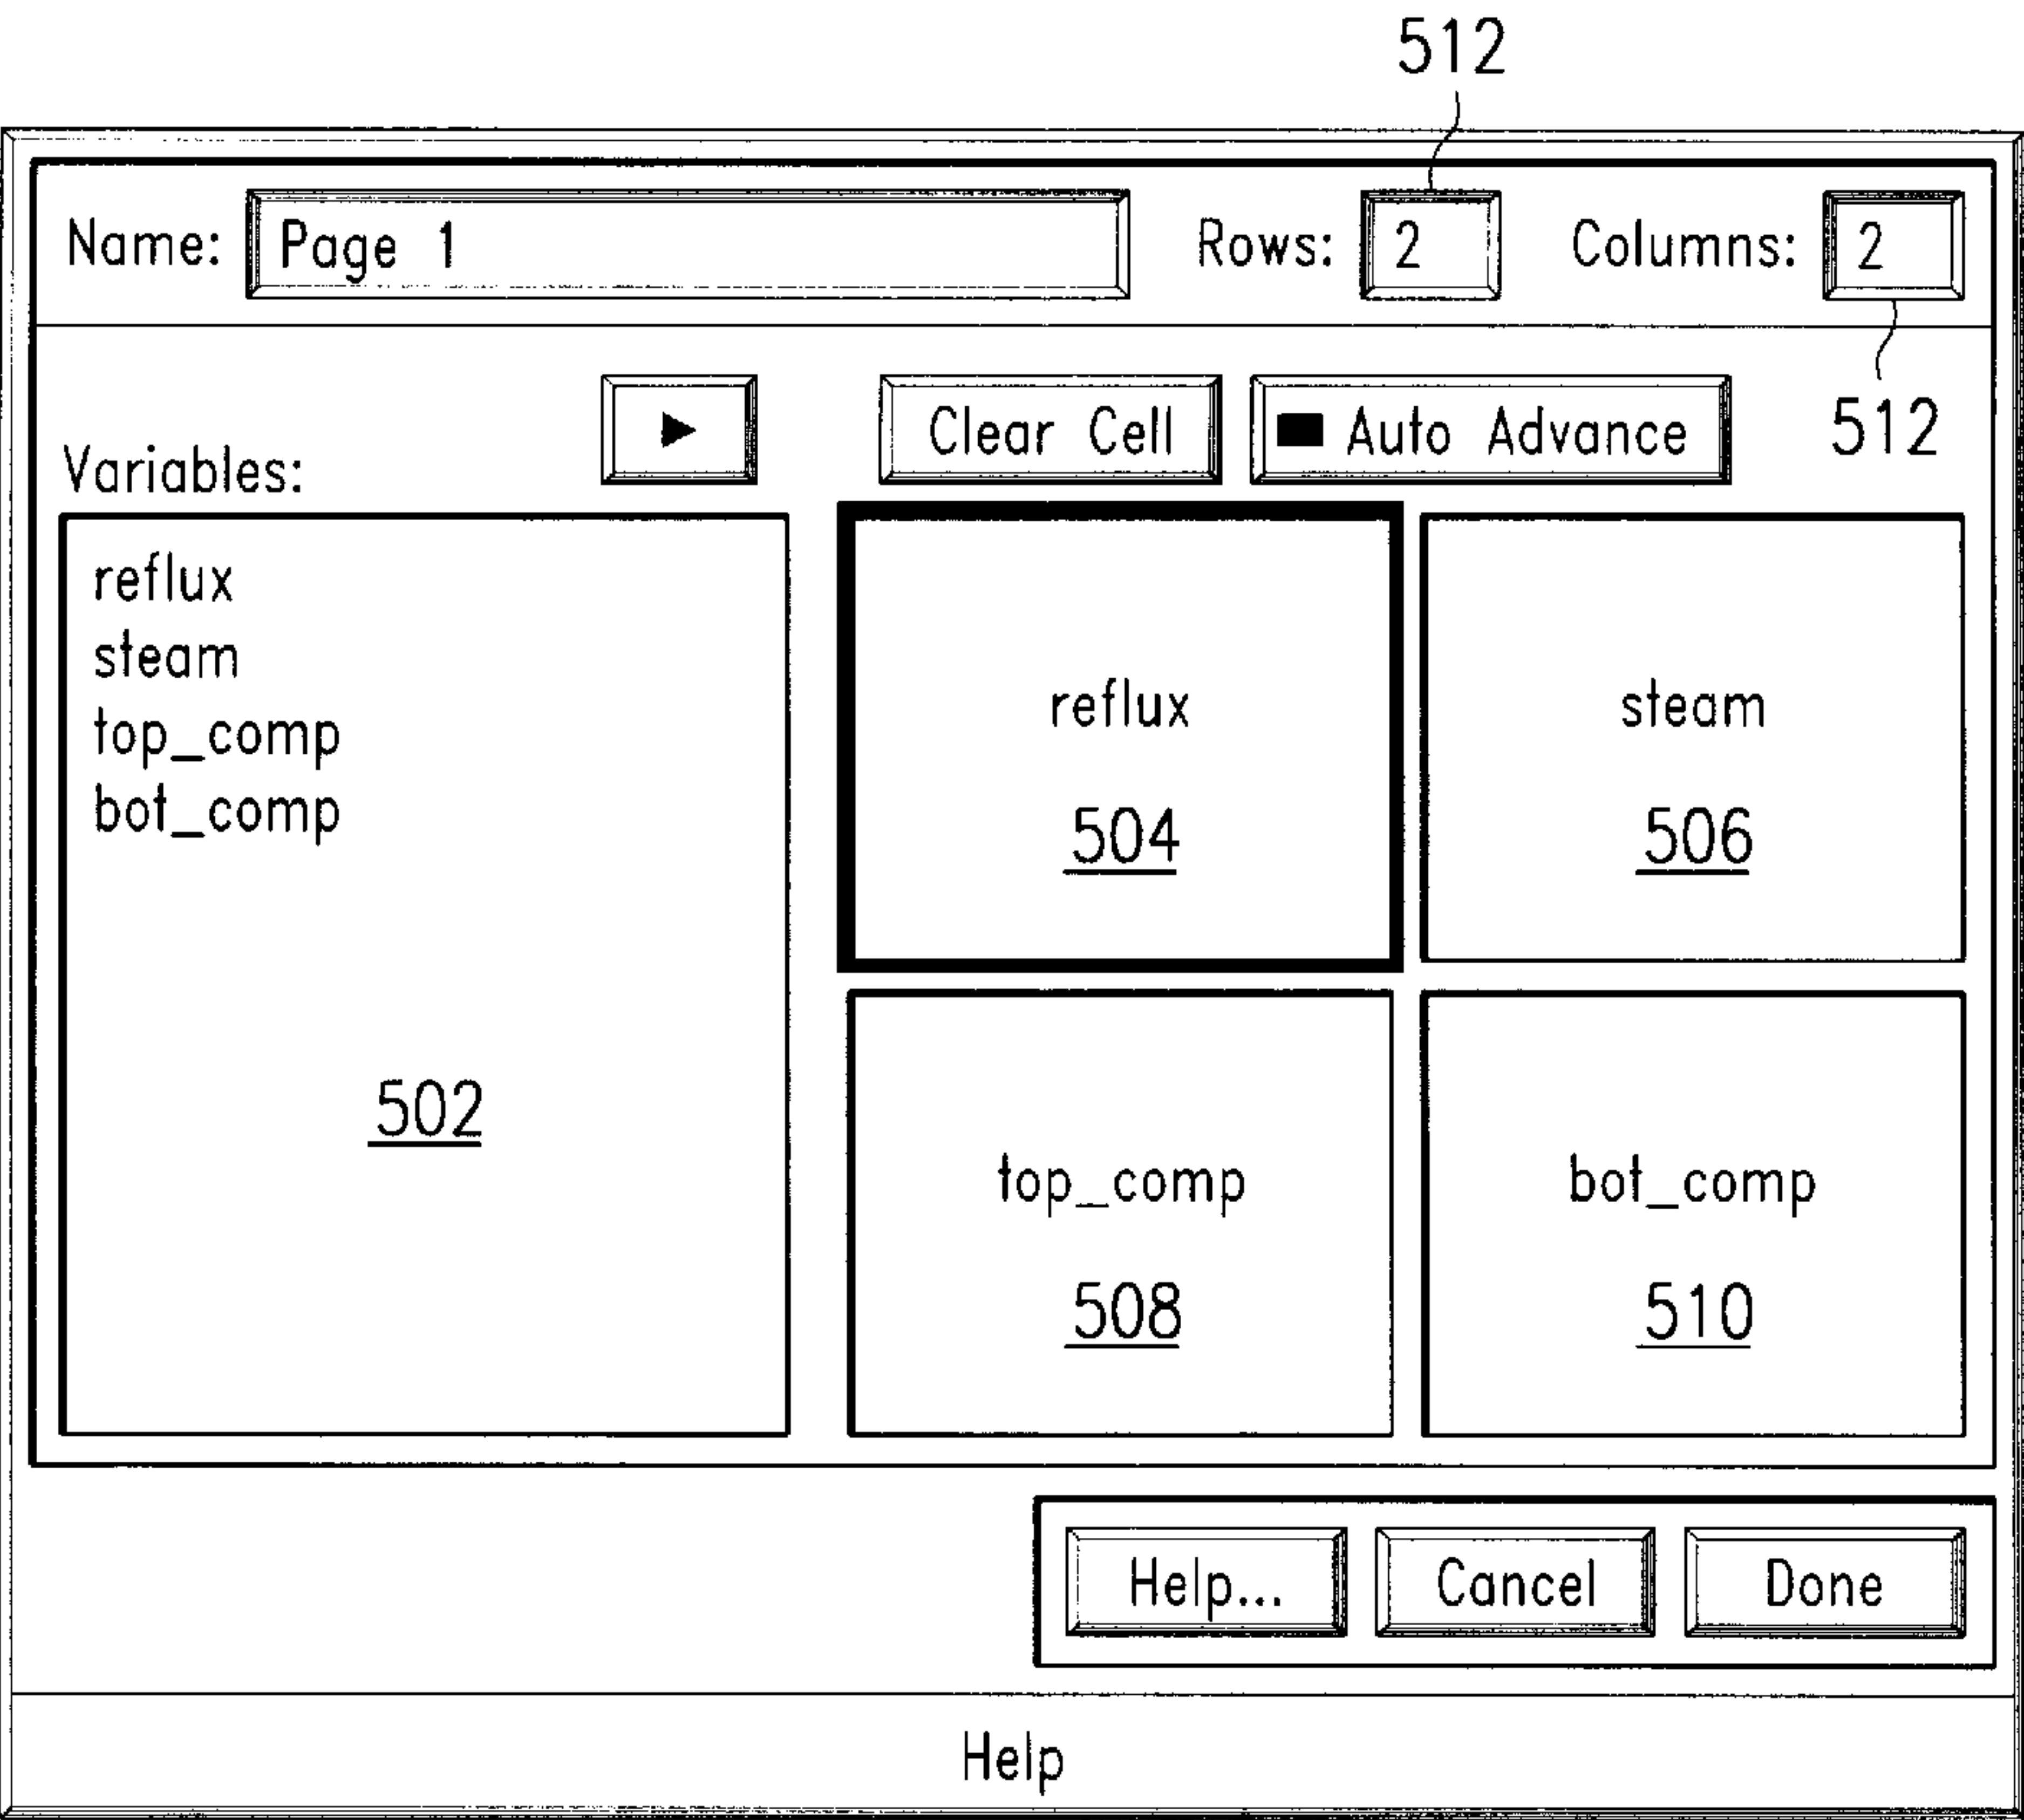 512
Name: Page 1 Rows: 2 Columns: 2
Clear Cell Auto Advance 512
Variables:
reflux
steam
top_comp
bot_comp
502
reflux
504
steam
506
top_comp
508
bot_comp
510
Help... Cancel Done
Help